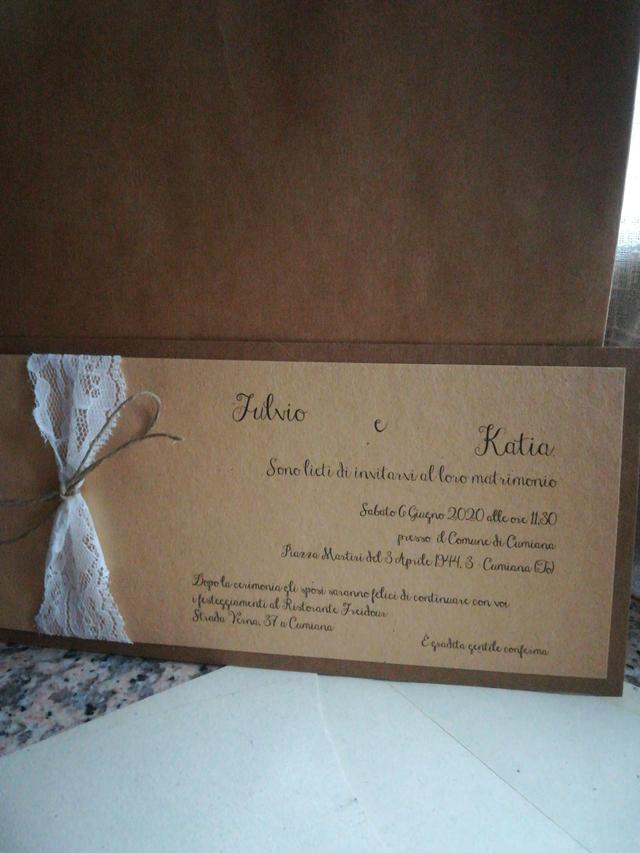 Fulvio e Katia
Sono lieti di invitarvi al loro matrimonio
Sabato 6 Giugno 2020 alle ore 11,30
presso il Comune di Cumiana
Piazza Martiri del 3 Aprile 1944, 3 - Cumiana (To)
Dopo la cerimonia gli sposi saranno felici di continuare con voi
i festeggiamenti al Ristorante Freidour
Strada Verna, 37 a Cumiana
È gradita gentile conferma